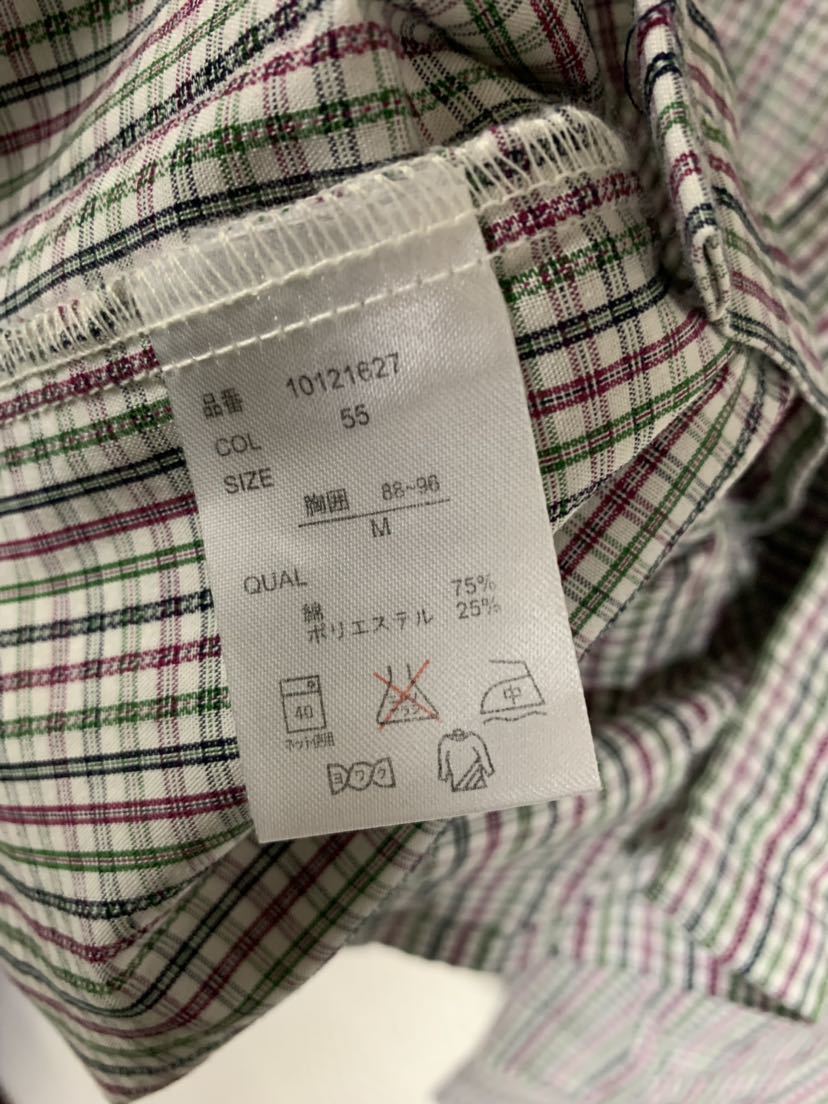 品番 10121627
COL 55
SIZE
胸囲 88~96
M
QUAL
綿 75%
ポリエステル 25%
40
中
ネット使用
ヨワク